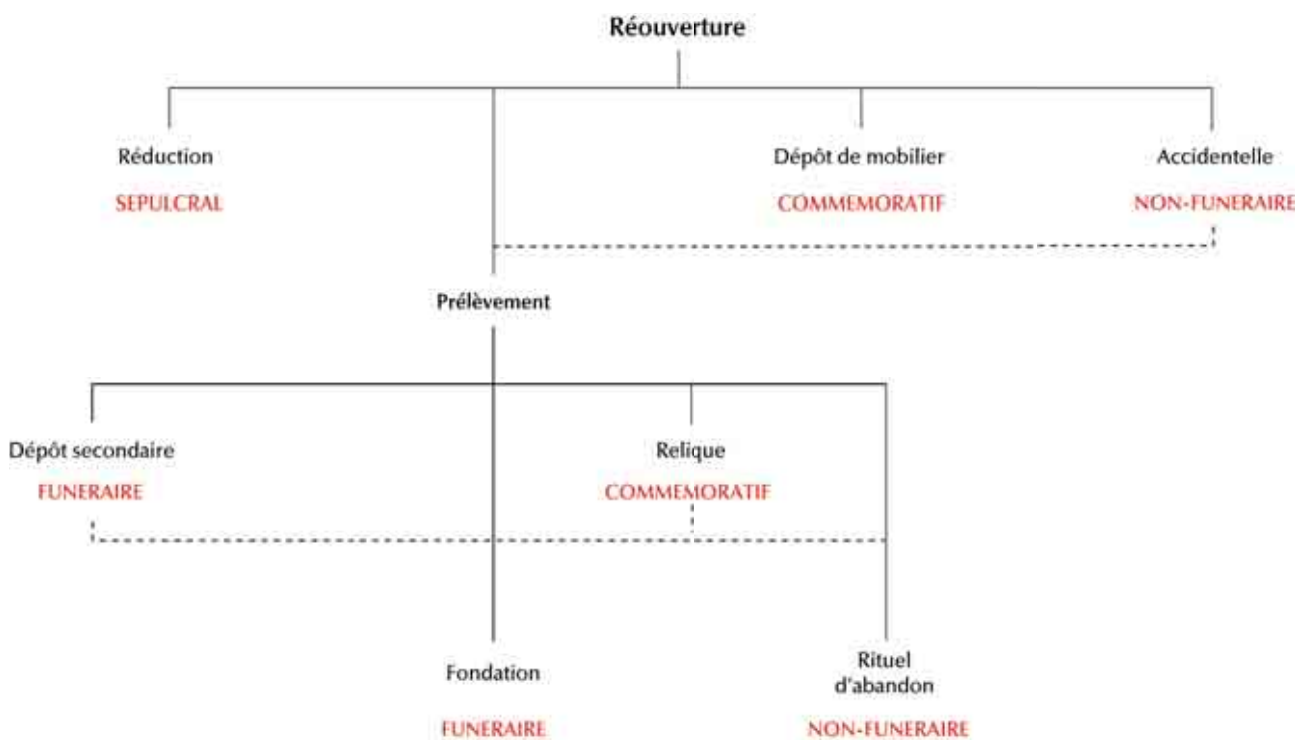 Réouverture
Réduction
SEPULCRAL
Dépôt de mobilier
COMMEMORATIF
Accidentelle
NON-FUNERAIRE
Prélèvement
Dépôt secondaire
FUNERAIRE
Relique
COMMEMORATIF
Fondation
FUNERAIRE
Rituel
d'abandon
NON-FUNERAIRE